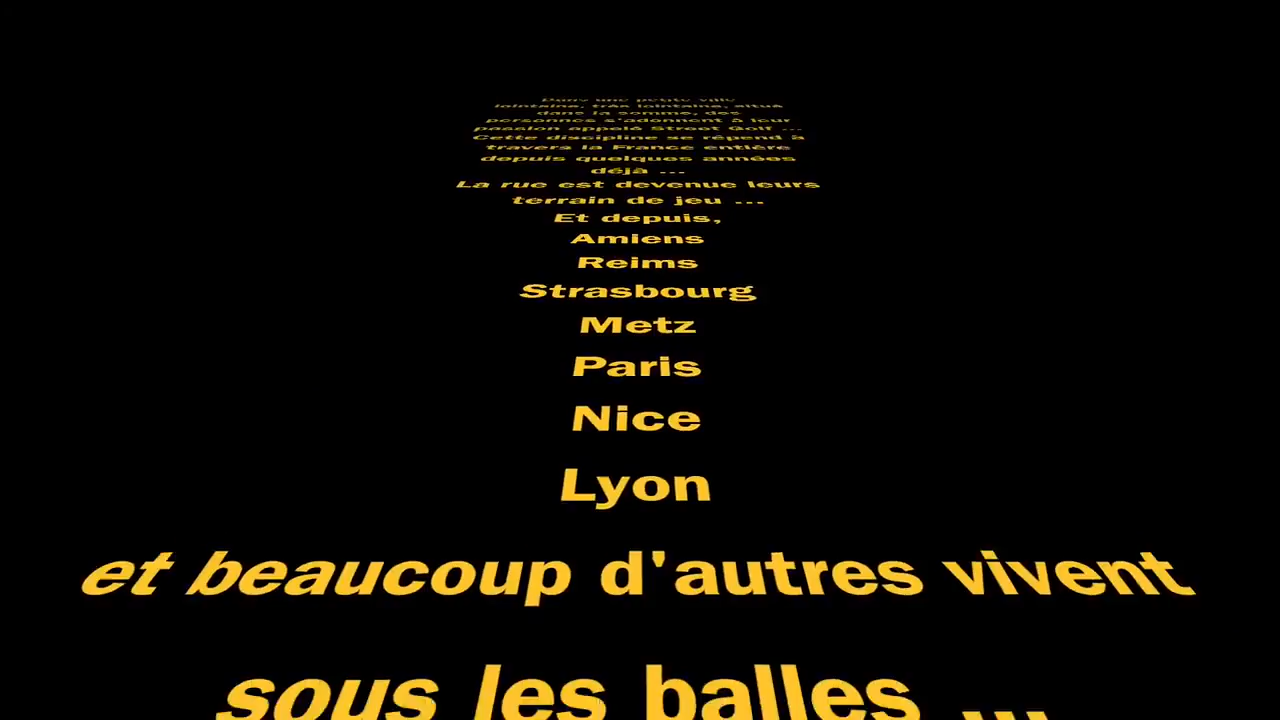 Dans une petite ville
lointaine, très lointaine, situé
dans la somme, des
personnes s'adonnent à leur
passion appelé Street Golf ...
Cette discipline se répend à
travers la France entière
depuis quelques années
déjà ...
La rue est devenue leurs
terrain de jeu ...
Et depuis,
Amiens
Reims
Strasbourg
Metz
Paris
Nice
Lyon
et beaucoup d'autres vivent
sous les balles ...